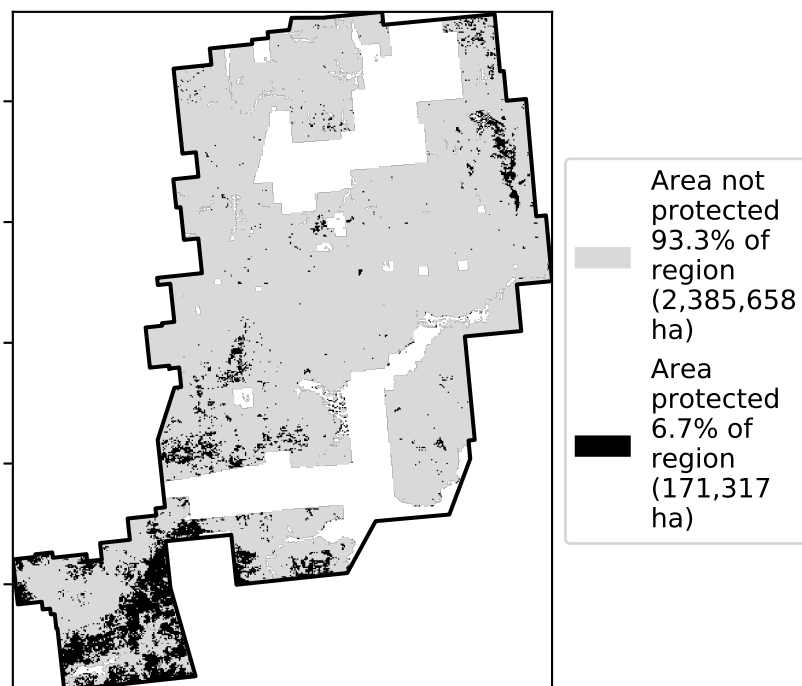 Area not
protected
93.3% of
region
(2,385,658
ha)
Area
protected
6.7% of
region
(171,317
ha)